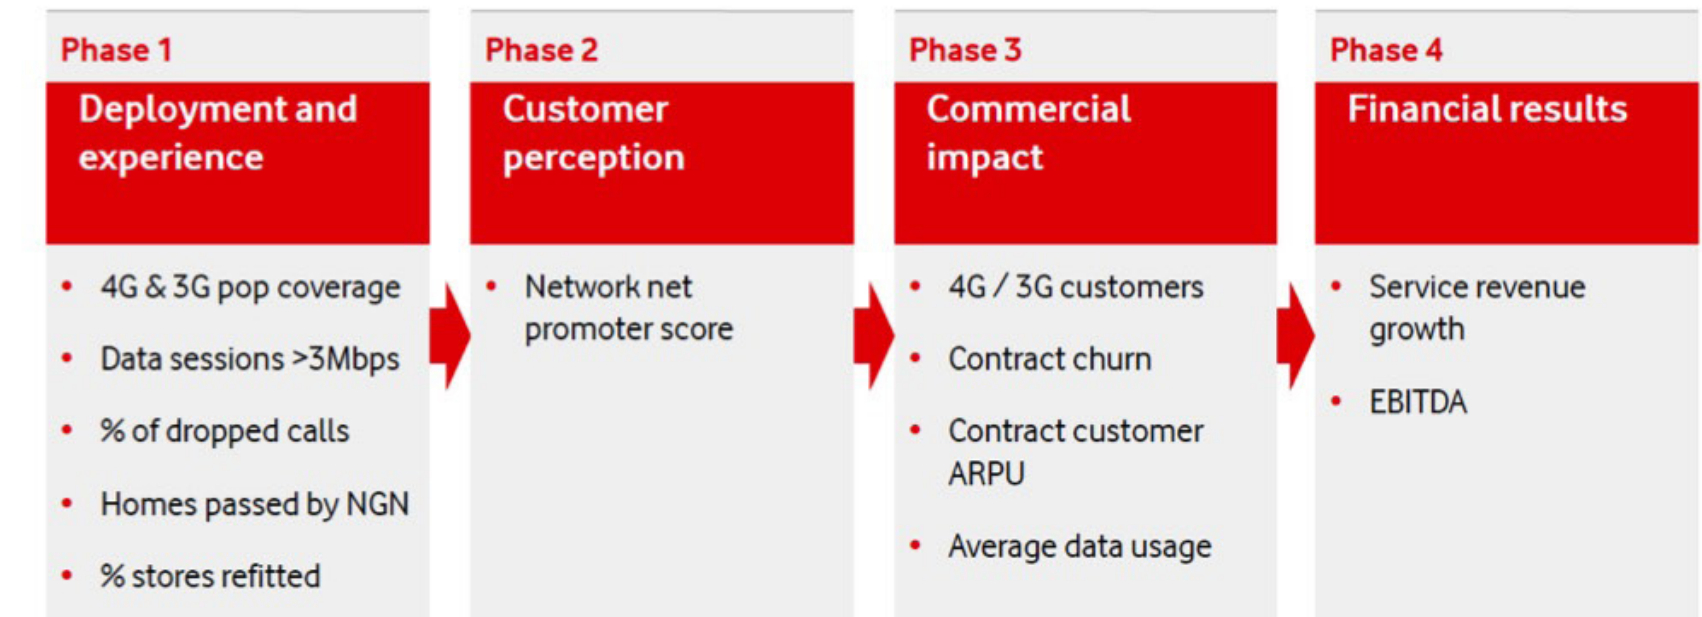 Phase 1
Deployment and
experience
• 4G & 3G pop coverage
• Data sessions >3Mbps
• % of dropped calls
• Homes passed by NGN
• % stores refitted
Phase 2
Customer
perception
• Network net
promoter score
Phase 3
Commercial
impact
• 4G / 3G customers
• Contract churn
• Contract customer
ARPU
• Average data usage
Phase 4
Financial results
• Service revenue
growth
• EBITDA